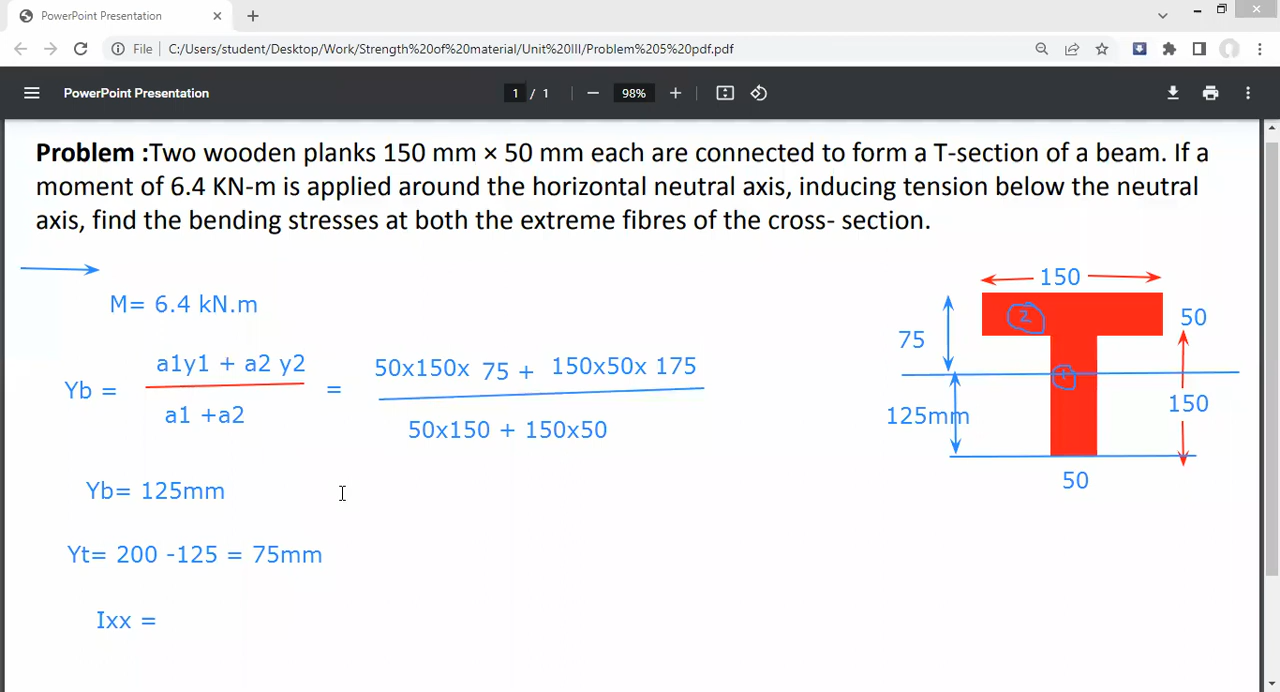 PowerPoint Presentation
File
C:/Users/student/Desktop/Work/Strength%20of%20material/Unit%20III/Problem%205%20pdf.pdf
PowerPoint Presentation
1 / 1
98%
Problem :Two wooden planks 150 mm × 50 mm each are connected to form a T-section of a beam. If a
moment of 6.4 KN-m is applied around the horizontal neutral axis, inducing tension below the neutral
axis, find the bending stresses at both the extreme fibres of the cross- section.
M= 6.4 kN.m
Yb = a1y1 + a2 y2 = 50x150x 75 + 150x50x 175
a1 +a2 50x150 + 150x50
Yb= 125mm
Yt= 200 -125 = 75mm
Ixx =
150
2
50
75
1
125mm
150
50